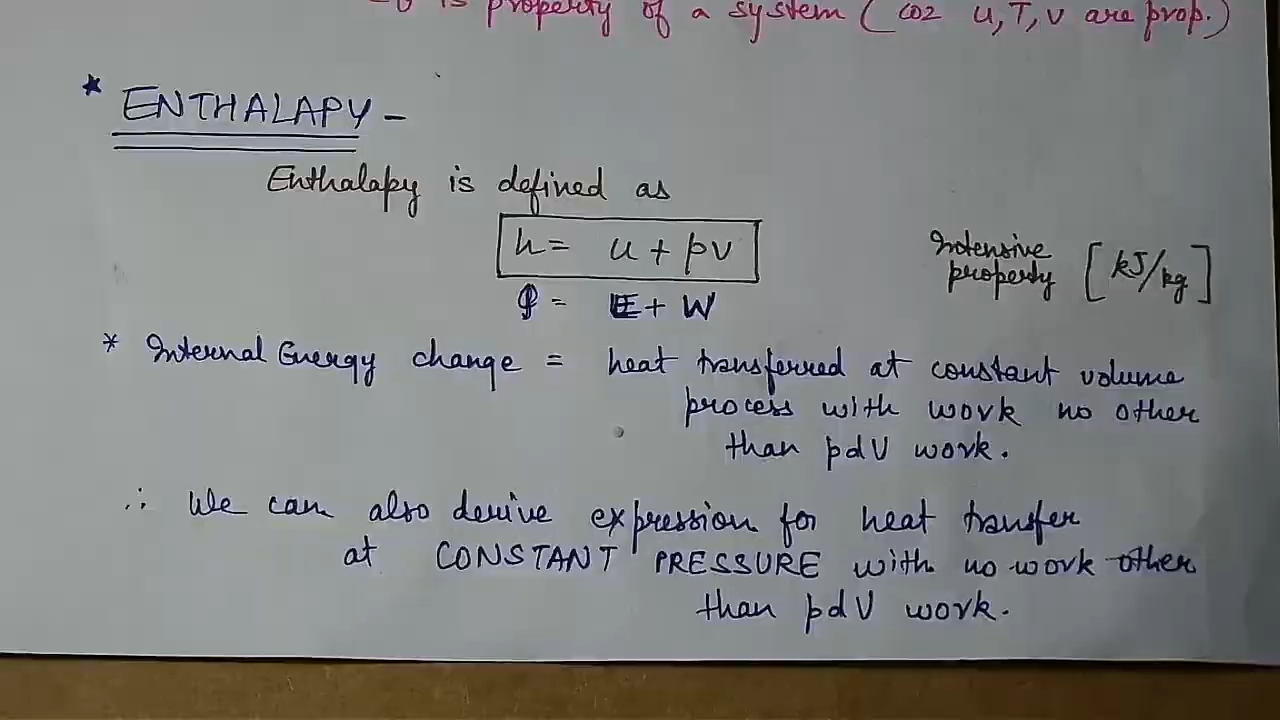 is property of a system ( coz u, T, v are prop.)
* ENTHALAPY -
Enthalapy is defined as
h = u + pv
Intensive property [kJ/kg]
Q = E + W
* Internal Energy change = heat transferred at constant volume
process with work no other
than pdV work.
∴ We can also derive expression for heat transfer
at CONSTANT PRESSURE with no work other
than pdV work.